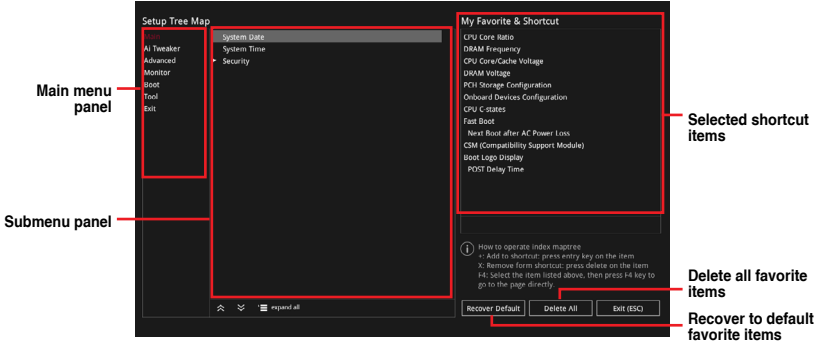 Setup Tree Map
My Favorite & Shortcut
Main
Ai Tweaker
Advanced
Monitor
Boot
Tool
Exit
System Date
System Time
Security
CPU Core Ratio
DRAM Frequency
CPU Core/Cache Voltage
DRAM Voltage
PCH Storage Configuration
Onboard Devices Configuration
CPU C-states
Fast Boot
Next Boot after AC Power Loss
CSM (Compatibility Support Module)
Boot Logo Display
POST Delay Time
How to operate index maptree
+: Add to shortcut: press entry key on the item
X: Remove form shortcut: press delete on the item
F4: Select the item listed above, then press F4 key to
go to the page directly.
expand all
Recover Default
Delete All
Exit (ESC)
Main menu
panel
Submenu panel
Selected shortcut
items
Delete all favorite
items
Recover to default
favorite items